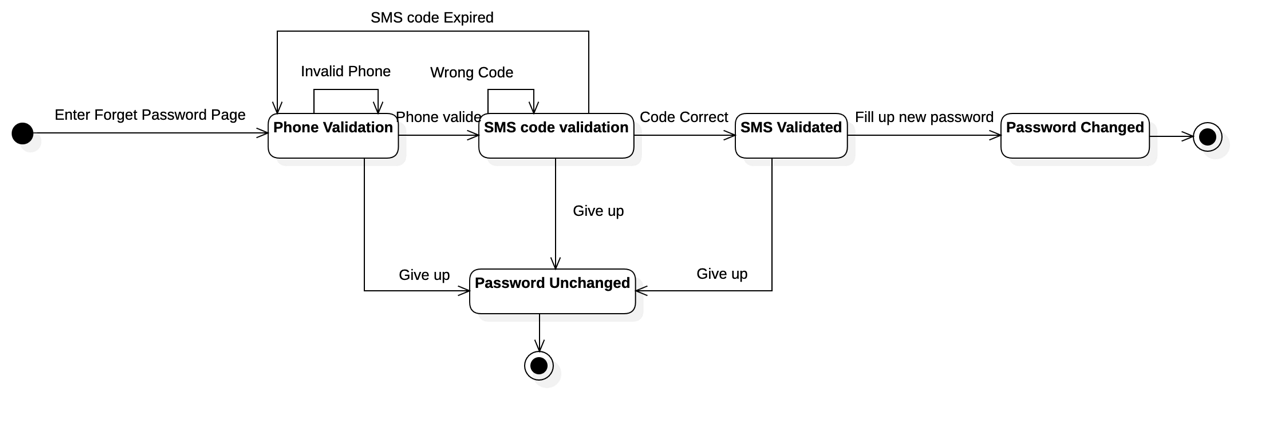 SMS code Expired
Invalid Phone
Wrong Code
Enter Forget Password Page
Phone valide
Code Correct
Fill up new password
Phone Validation
SMS code validation
SMS Validated
Password Changed
Give up
Give up
Give up
Password Unchanged